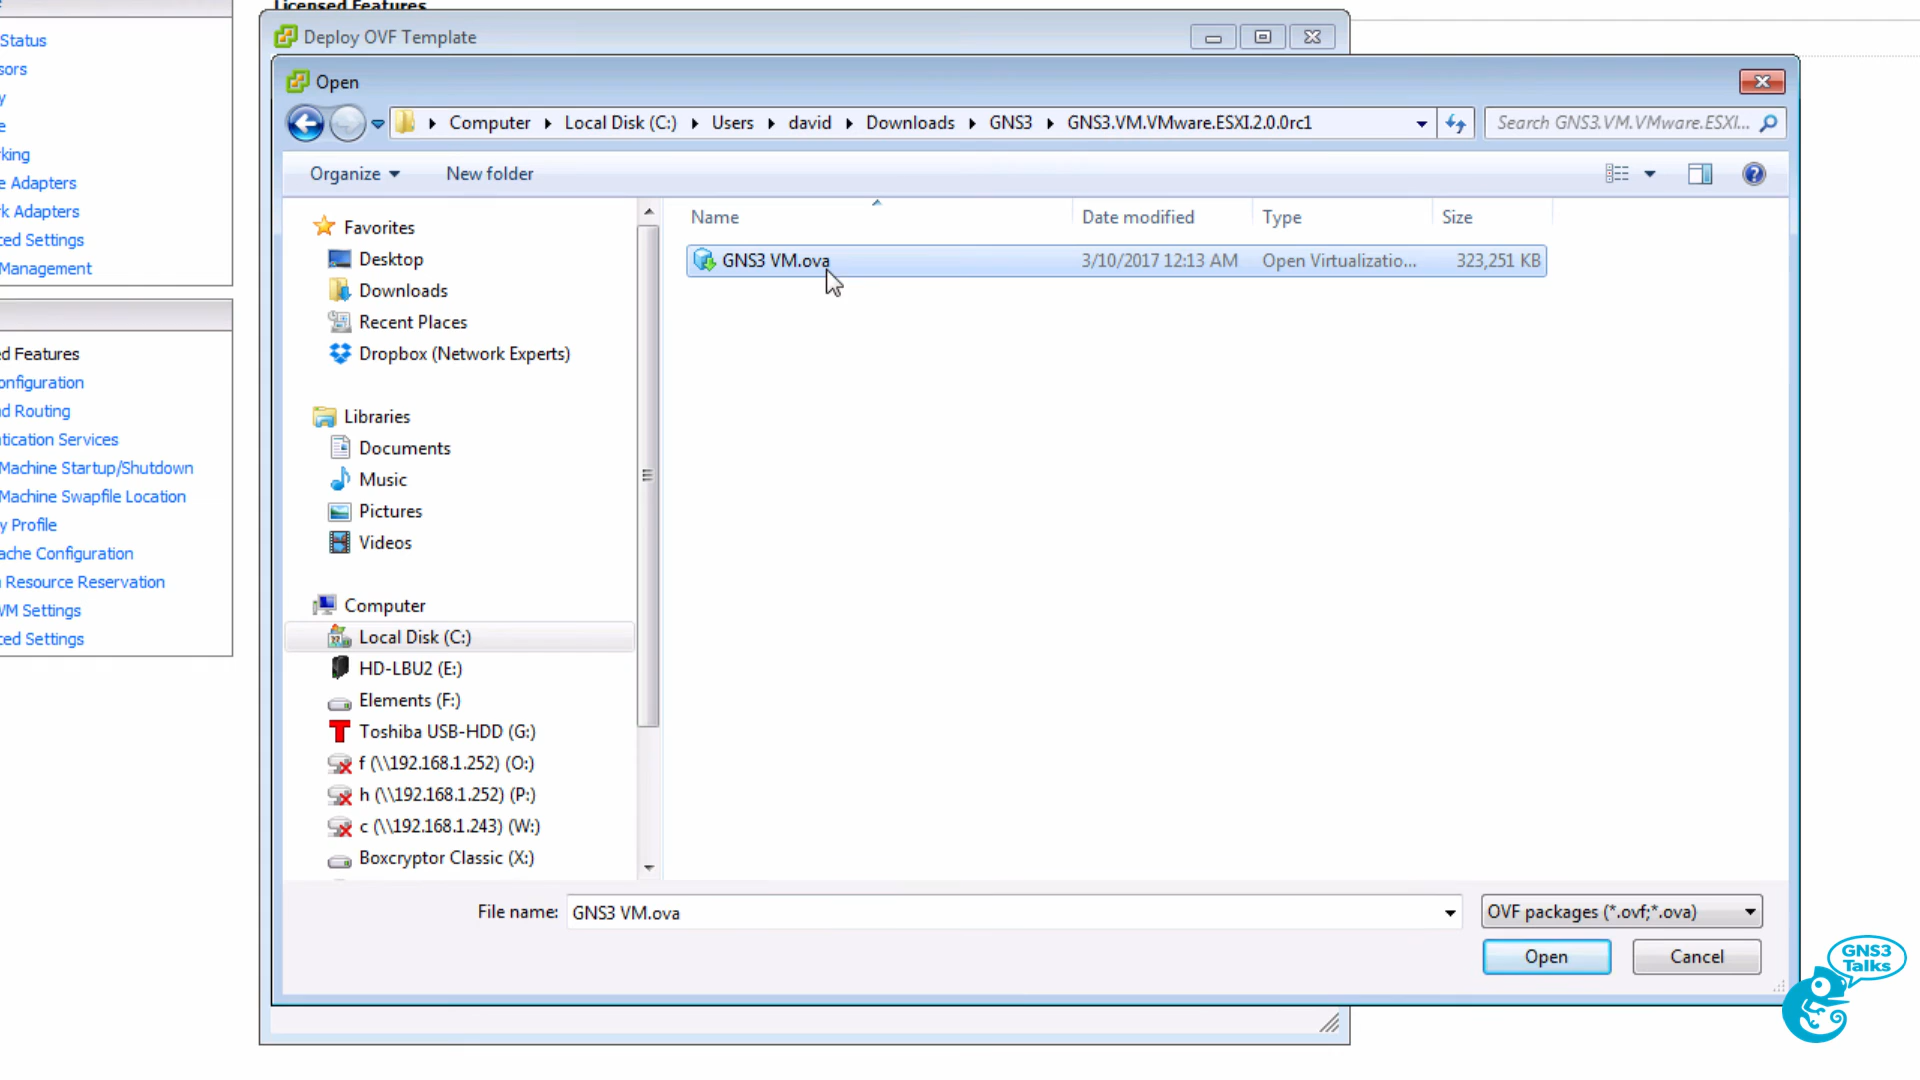 Licensed Features
Deploy OVF Template
Status
sors
y
e
king
e Adapters
k Adapters
ced Settings
Management
ed Features
onfiguration
d Routing
tication Services
Machine Startup/Shutdown
Machine Swapfile Location
y Profile
ache Configuration
Resource Reservation
VM Settings
ced Settings
Open
Computer
Local Disk (C:)
Users
david
Downloads
GNS3
GNS3.VM.VMware.ESXI.2.0.0rc1
Search GNS3.VM.VMware.ESXI...
Organize
New folder
Favorites
Desktop
Downloads
Recent Places
Dropbox (Network Experts)
Libraries
Documents
Music
Pictures
Videos
Computer
Local Disk (C:)
HD-LBU2 (E:)
Elements (F:)
Toshiba USB-HDD (G:)
f (\\192.168.1.252) (O:)
h (\\192.168.1.252) (P:)
c (\\192.168.1.243) (W:)
Boxcryptor Classic (X:)
Name Date modified Type Size
GNS3 VM.ova 3/10/2017 12:13 AM Open Virtualizatio... 323,251 KB
File name: GNS3 VM.ova
OVF packages (*.ovf;*.ova)
Open
Cancel
GNS3
Talks